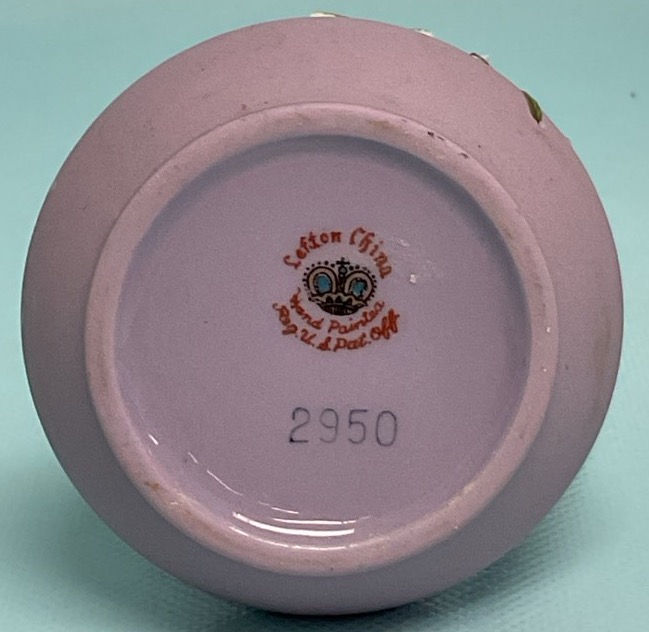 Lefton China
Hand Painted
Reg. U.S. Pat. Off
2950